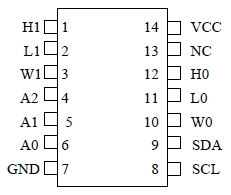 H1 1 14 VCC
L1 2 13 NC
W1 3 12 H0
A2 4 11 L0
A1 5 10 W0
A0 6 9 SDA
GND 7 8 SCL